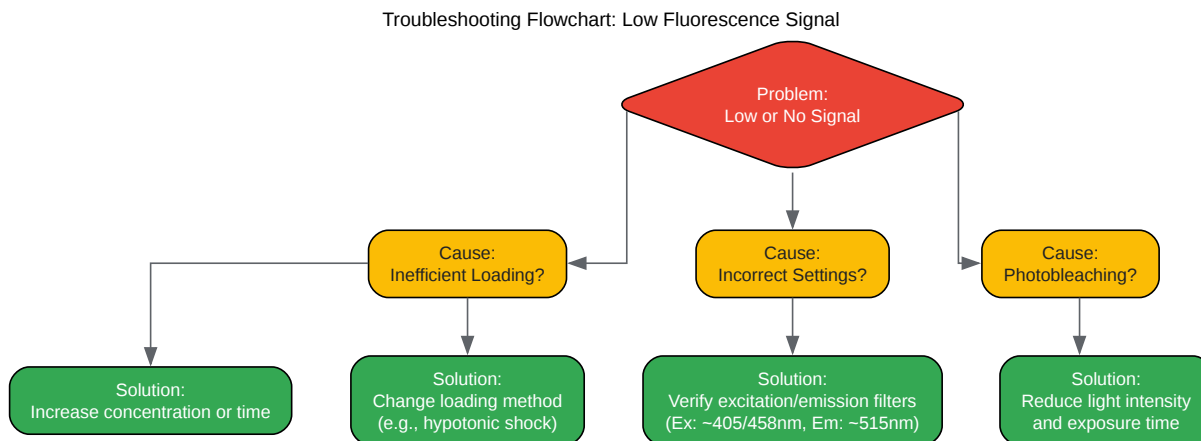 Troubleshooting Flowchart: Low Fluorescence Signal
Problem:
Low or No Signal
Cause:
Inefficient Loading?
Cause:
Incorrect Settings?
Cause:
Photobleaching?
Solution:
Increase concentration or time
Solution:
Change loading method
(e.g., hypotonic shock)
Solution:
Verify excitation/emission filters
(Ex: ~405/458nm, Em: ~515nm)
Solution:
Reduce light intensity
and exposure time